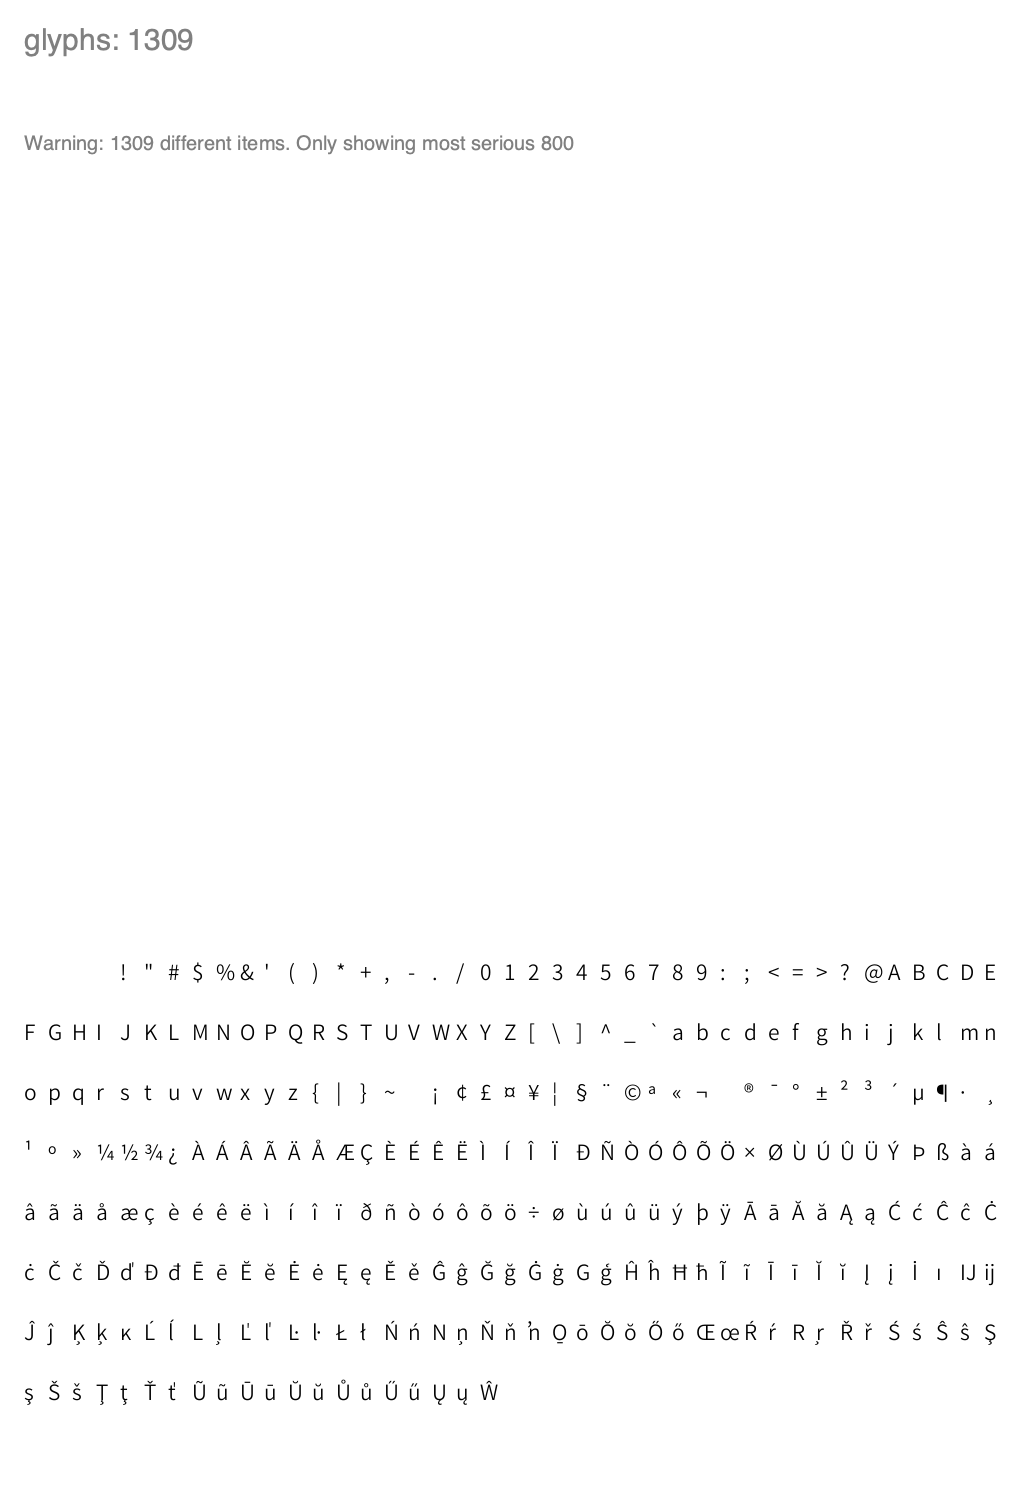 glyphs: 1309
Warning: 1309 different items. Only showing most serious 800
! " # $ % & ' ( ) * + , - . / 0 1 2 3 4 5 6 7 8 9 : ; < = > ? @ A B C D E
F G H I J K L M N O P Q R S T U V W X Y Z [ \ ] ^ _ ` a b c d e f g h i j k l m n
o p q r s t u v w x y z { | } ~ ¡ ¢ £ ¤ ¥ ¦ § ¨ © ª « ¬ ® ¯ ° ± ² ³ ´ µ ¶ · ¸
¹ º » ¼ ½ ¾ ¿ À Á Â Ã Ä Å Æ Ç È É Ê Ë Ì Í Î Ï Ð Ñ Ò Ó Ô Õ Ö × Ø Ù Ú Û Ü Ý Þ ß à á
â ã ä å æ ç è é ê ë ì í î ï ð ñ ò ó ô õ ö ÷ ø ù ú û ü ý þ ÿ Ā ā Ă ă Ą ą Ć ć Ĉ ĉ Ċ
ċ Č č Ď ď Đ đ Ē ē Ĕ ĕ Ė ė Ę ę Ě ě Ĝ ĝ Ğ ğ Ġ ġ G ģ Ĥ ĥ Ħ ħ Ĩ ĩ Ī ī Ĭ ĭ Į į İ ı Ĳ ĳ
Ĵ ĵ Ķ ķ ĸ Ĺ ĺ L ļ Ľ ľ Ŀ ŀ Ł ł Ń ń N ņ Ň ň ŉ O̱ ō Ŏ ŏ Ő ő Œ œ Ŕ ŕ R ŗ Ř ř Ś ś Ŝ ŝ Ş
ş Š š Ţ ţ Ť ť Ũ ũ Ū ū Ŭ ŭ Ů ů Ű ű Ų ų Ŵ